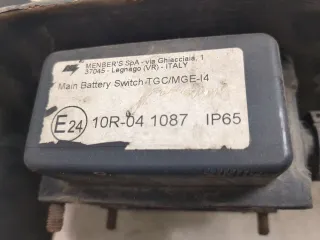 MENBER'S SpA - via Ghiacciaia, 1
37045 - Legnago (VR) - ITALY
Main Battery Switch-TGC/MGE-I4
E24 10R-04 1087 IP65